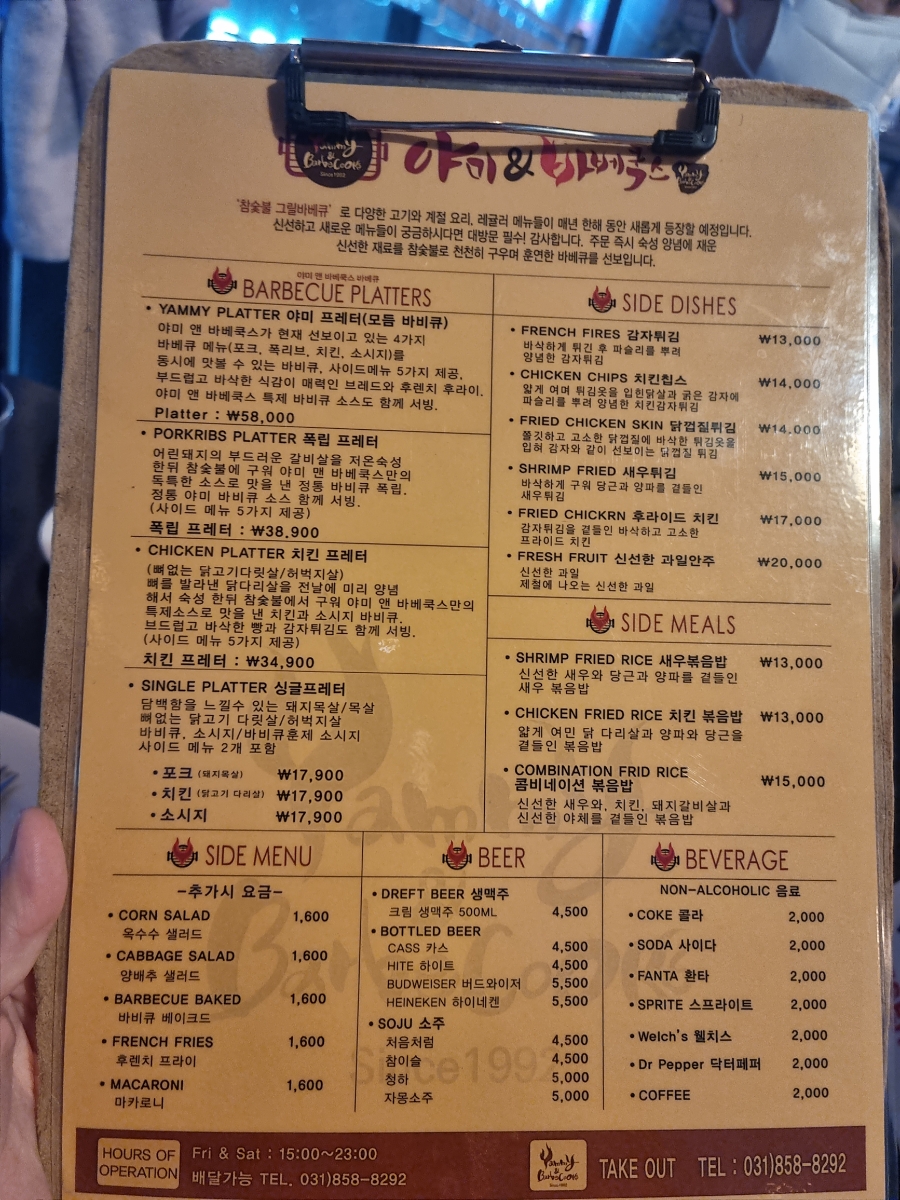 Yammy
&
BarbeCooks
Since 1992
야미 & 바베쿡스
'참숯불 그릴바베큐' 로 다양한 고기와 계절 요리, 레귤러 메뉴들이 매년 한해 동안 새롭게 등장할 예정입니다.
신선하고 새로운 메뉴들이 궁금하시다면 대방문 필수! 감사합니다. 주문 즉시 숙성 양념에 재운
신선한 재료를 참숯불로 천천히 구우며 훈연한 바베큐를 선보입니다.
야미 앤 바베쿡스 바베큐
BARBECUE PLATTERS
• YAMMY PLATTER 야미 프레터(모듬 바비큐)
야미 앤 바베쿡스가 현재 선보이고 있는 4가지
바베큐 메뉴(포크, 폭리브, 치킨, 소시지)를
동시에 맛볼 수 있는 바비큐, 사이드메뉴 5가지 제공,
부드럽고 바삭한 식감이 매력인 브레드와 후렌치 후라이.
야미 앤 바베쿡스 특제 바비큐 소스도 함께 서빙.
Platter : ₩58,000
• PORKRIBS PLATTER 폭립 프레터
어린돼지의 부드러운 갈비살을 저온숙성
한뒤 참숯불에 구워 야미 맨 바베쿡스만의
독특한 소스로 맛을 낸 정통 바비큐 폭립.
정통 야미 바비큐 소스 함께 서빙.
(사이드 메뉴 5가지 제공)
폭립 프레터 : ₩38.900
• CHICKEN PLATTER 치킨 프레터
(뼈없는 닭고기다릿살/허벅지살)
뼈를 발라낸 닭다리살을 전날에 미리 양념
해서 숙성 한뒤 참숯불에서 구워 야미 앤 바베쿡스만의
특제소스로 맛을 낸 치킨과 소시지 바비큐.
브드럽고 바삭한 빵과 감자튀김도 함께 서빙.
(사이드 메뉴 5가지 제공)
치킨 프레터 : ₩34,900
• SINGLE PLATTER 싱글프레터
담백함을 느낄수 있는 돼지목살/목살
뼈없는 닭고기 다릿살/허벅지살
바비큐, 소시지/바비큐훈제 소시지
사이드 메뉴 2개 포함
• 포크 (돼지목살) ₩17,900
• 치킨 (닭고기 다리살) ₩17,900
• 소시지 ₩17,900
SIDE DISHES
• FRENCH FIRES 감자튀김 ₩13,000
바삭하게 튀긴 후 파슬리를 뿌려
양념한 감자튀김
• CHICKEN CHIPS 치킨칩스 ₩14,000
얇게 여며 튀김옷을 입힌닭살과 굵은 감자에
파슬리를 뿌려 양념한 치킨감자튀김
• FRIED CHICKEN SKIN 닭껍질튀김 ₩14.000
쫄깃하고 고소한 닭껍질에 바삭한 튀김옷을
입혀 감자와 같이 선보이는 닭껍질 튀김
• SHRIMP FRIED 새우튀김 ₩15,000
바삭하게 구워 당근과 양파를 곁들인
새우튀김
• FRIED CHICKRN 후라이드 치킨 ₩17,000
감자튀김을 곁들인 바삭하고 고소한
프라이드 치킨
• FRESH FRUIT 신선한 과일안주 ₩20,000
신선한 과일
제철에 나오는 신선한 과일
SIDE MEALS
• SHRIMP FRIED RICE 새우볶음밥 ₩13,000
신선한 새우와 당근과 양파를 곁들인
새우 볶음밥
• CHICKEN FRIED RICE 치킨 볶음밥 ₩13,000
얇게 여민 닭 다리살과 양파와 당근을
곁들인 볶음밥
• COMBINATION FRID RICE
콤비네이션 볶음밥 ₩15,000
신선한 새우와, 치킨, 돼지갈비살과
신선한 야체를 곁들인 볶음밥
SIDE MENU
-추가시 요금-
• CORN SALAD 1,600
옥수수 샐러드
• CABBAGE SALAD 1,600
양배추 샐러드
• BARBECUE BAKED 1,600
바비큐 베이크드
• FRENCH FRIES 1,600
후렌치 프라이
• MACARONI 1,600
마카로니
BEER
• DREFT BEER 생맥주
크림 생맥주 500ML 4,500
• BOTTLED BEER
CASS 카스 4,500
HITE 하이트 4,500
BUDWEISER 버드와이저 5,500
HEINEKEN 하이네켄 5,500
• SOJU 소주
처음처럼 4,500
참이슬 4,500
청하 5,000
자몽소주 5,000
BEVERAGE
NON-ALCOHOLIC 음료
• COKE 콜라 2,000
• SODA 사이다 2,000
• FANTA 환타 2,000
• SPRITE 스프라이트 2,000
• Welch's 웰치스 2,000
• Dr Pepper 닥터페퍼 2,000
• COFFEE 2,000
Yammy
&
BarbeCooks
Since1992
HOURS OF
OPERATION
Fri & Sat : 15:00~23:00
배달가능 TEL. 031)858-8292
Yammy
& BarbeCooks
Since 1992
TAKE OUT TEL : 031)858-8292